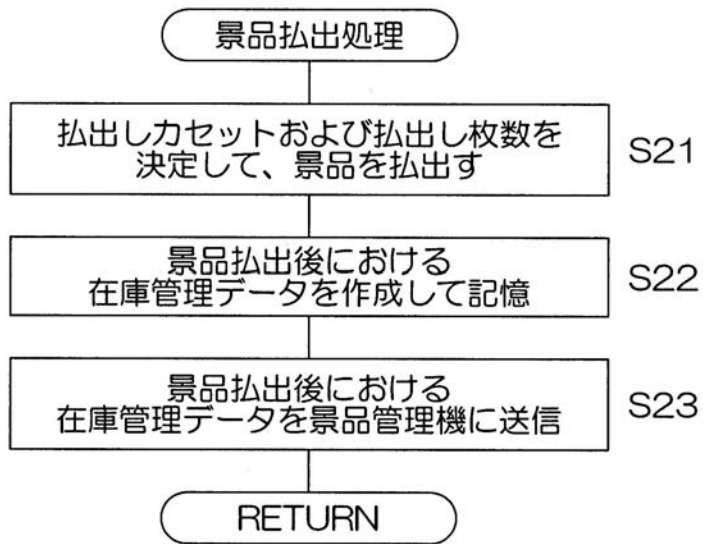 景品払出処理
払出しカセットおよび払出し枚数を
決定して、景品を払出す
S21
景品払出後における
在庫管理データを作成して記憶
S22
景品払出後における
在庫管理データを景品管理機に送信
S23
RETURN